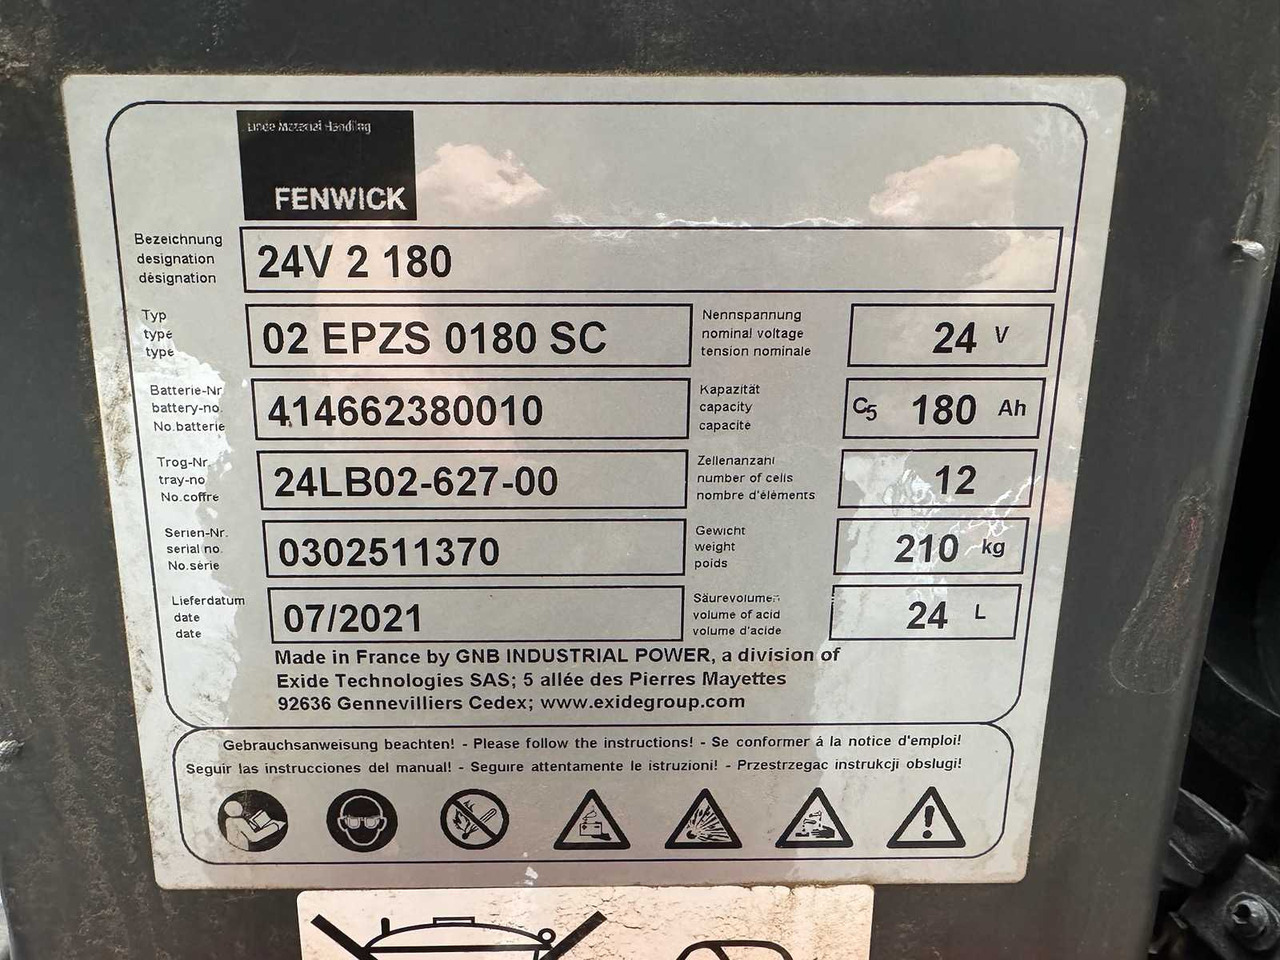 Linde Material Handling
FENWICK
Bezeichnung
designation
désignation
24V 2 180
Typ
type
type
02 EPZS 0180 SC
Nennspannung
nominal voltage
tension nominale
24 V
Batterie-Nr
battery-no.
No.batterie
414662380010
Kapazität
capacity
capacité
C5 180 Ah
Trog-Nr.
tray-no
No.coffre
24LB02-627-00
Zellenanzahl
number of cells
nombre d'éléments
12
Serien-Nr.
serial no.
No.série
0302511370
Gewicht
weight
poids
210 kg
Lieferdatum
date
date
07/2021
Säurevolumen
volume of acid
volume d'acide
24 L
Made in France by GNB INDUSTRIAL POWER, a division of
Exide Technologies SAS; 5 allée des Pierres Mayettes
92636 Gennevilliers Cedex; www.exidegroup.com
Gebrauchsanweisung beachten! - Please follow the instructions! - Se conformer á la notice d'emploi!
Seguir las instrucciones del manual! - Seguire attentamente le istruzioni! - Przestrzegac instrukcji obslugi!